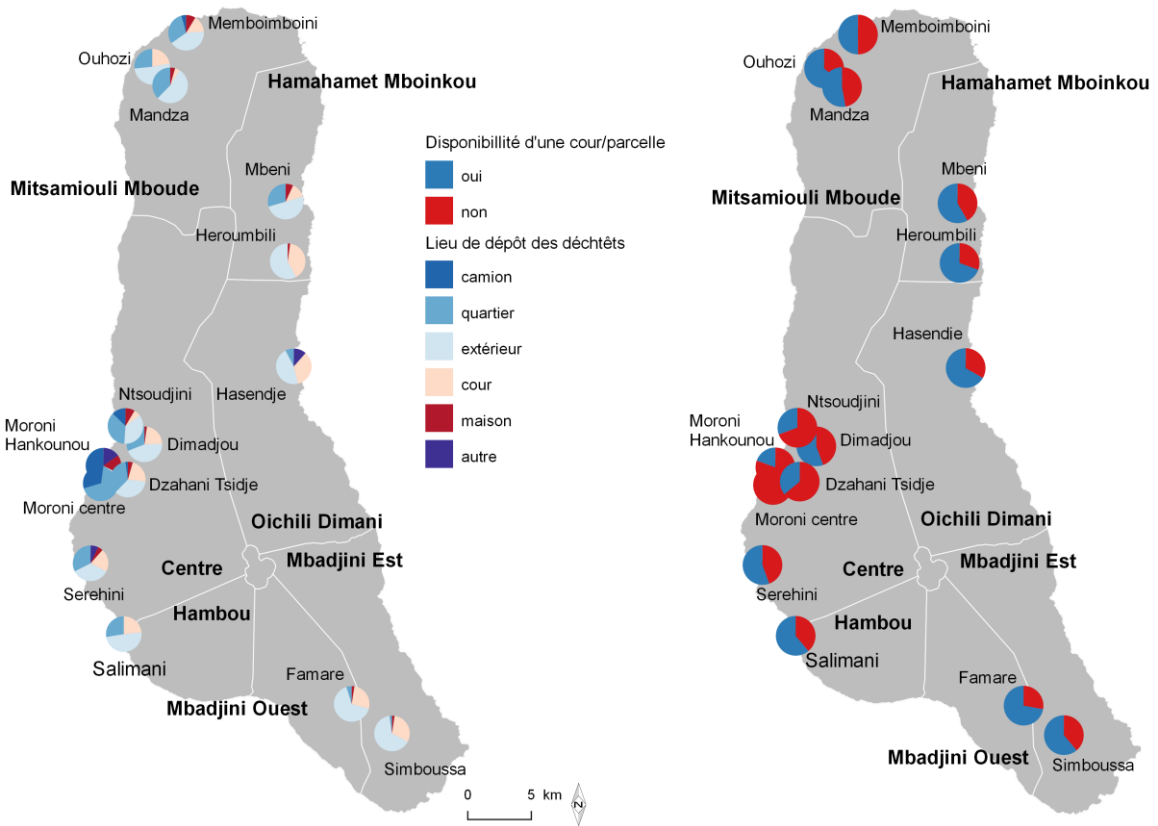 Memboimboini
Ouhozi
Hamahamet Mboinkou
Mandza
Mbeni
Mitsamiouli Mboude
Heroumbili
Ntsoudjini
Hasendje
Moroni
Hankounou
Dimadjou
Dzahani Tsidje
Moroni centre
Oichili Dimani
Mbadjini Est
Centre
Serehini
Hambou
Salimani
Famare
Mbadjini Ouest
Simboussa
Disponibillité d'une cour/parcelle
oui
non
Lieu de dépôt des déchtêts
camion
quartier
extérieur
cour
maison
autre
0 5 km
N
Memboimboini
Ouhozi
Hamahamet Mboinkou
Mandza
Mbeni
Mitsamiouli Mboude
Heroumbili
Hasendie
Ntsoudjini
Moroni
Hankounou
Dimadjou
Dzahani Tsidje
Moroni centre
Oichili Dimani
Mbadjini Est
Centre
Serehini
Hambou
Salimani
Famare
Mbadjini Ouest
Simboussa